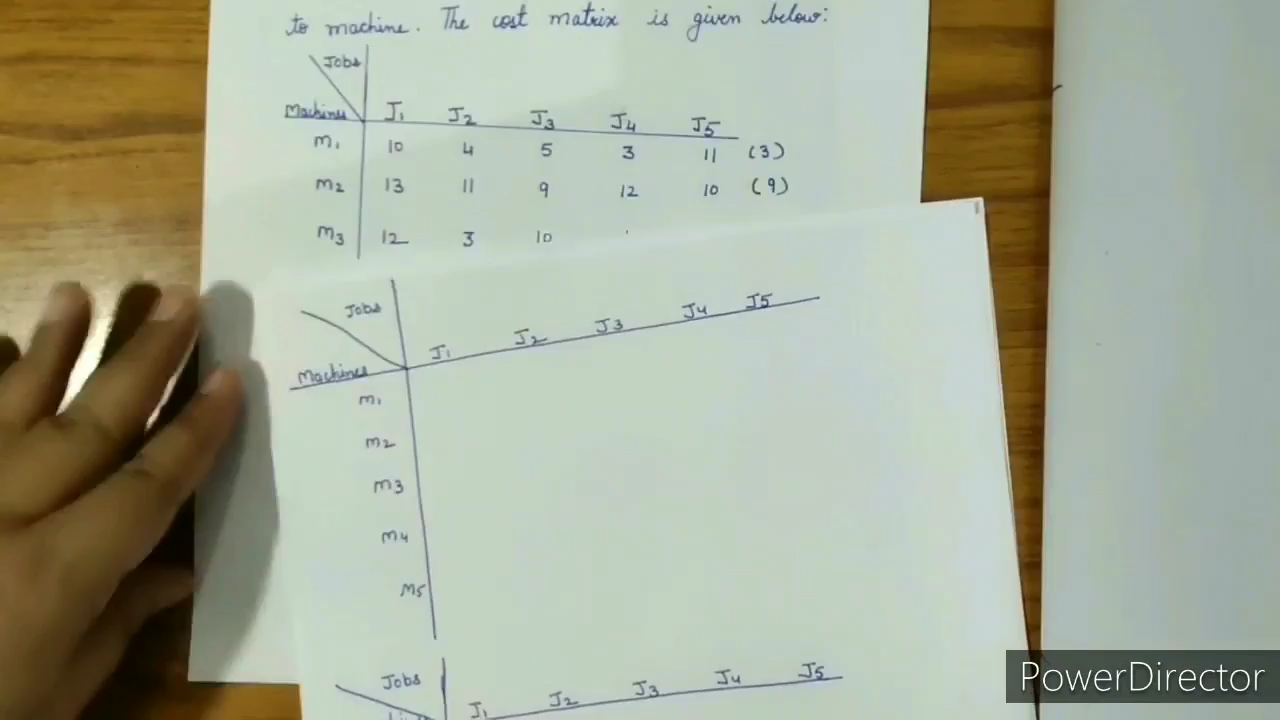 to machine. The cost matrix is given below:
Jobs
Machines J1 J2 J3 J4 J5
m1 10 4 5 3 11 (3)
m2 13 11 9 12 10 (9)
m3 12 3 10
Jobs
Machines J1 J2 J3 J4 J5
m1
m2
m3
m4
m5
Jobs
J1 J2 J3 J4 J5
PowerDirector